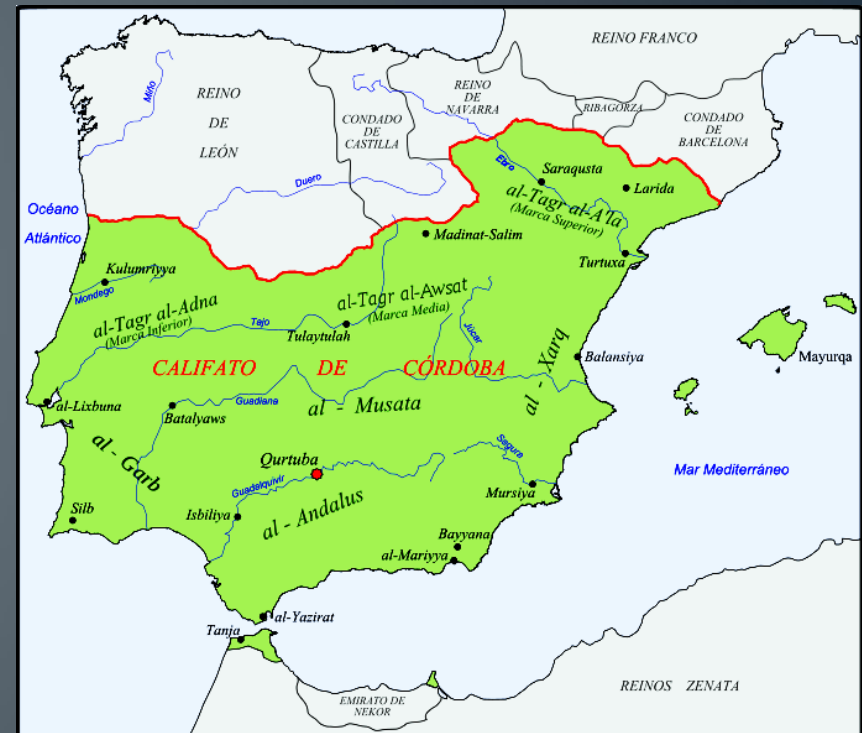 REINO FRANCO
REINO
DE
LEÓN
Miño
CONDADO
DE
CASTILLA
REINO
DE
NAVARRA
RIBAGORZA
CONDADO
DE
BARCELONA
Duero
Ebro
Saraqusta
Larida
al-Tagr al-A'la
(Marca Superior)
Océano
Atlántico
Madinat-Salim
Turtuxa
Kulumriyya
Mondego
al-Tagr al-Adna
(Marca Inferior)
al-Tagr al-Awsat
(Marca Media)
Tajo
Tulaytulah
Júcar
al - Xarq
Balansiya
Mayurqa
CALIFATO DE CÓRDOBA
al-Lixbuna
Batalyaws
Guadiana
al - Musata
al - Garb
Qurtuba
Segura
Mar Mediterráneo
Guadalquivir
Mursiya
Silb
Isbiliya
al - Andalus
Bayyana
al-Mariyya
al-Yazirat
Tanja
EMIRATO DE
NEKOR
REINOS ZENATA